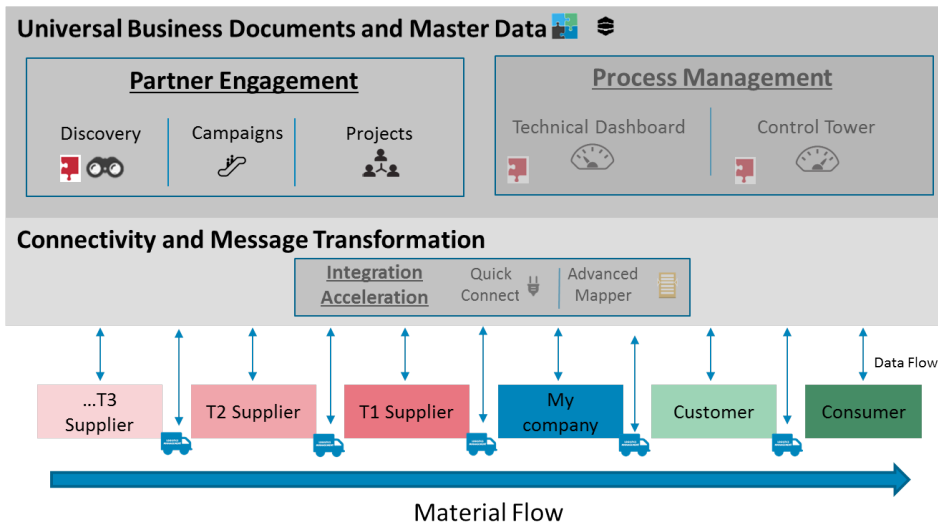 Universal Business Documents and Master Data
Partner Engagement
Discovery
Campaigns
Projects
Process Management
Technical Dashboard
Control Tower
Connectivity and Message Transformation
Integration
Acceleration
Quick
Connect
Advanced
Mapper
Data Flow
...T3
Supplier
T2 Supplier
T1 Supplier
My
company
Customer
Consumer
Material Flow